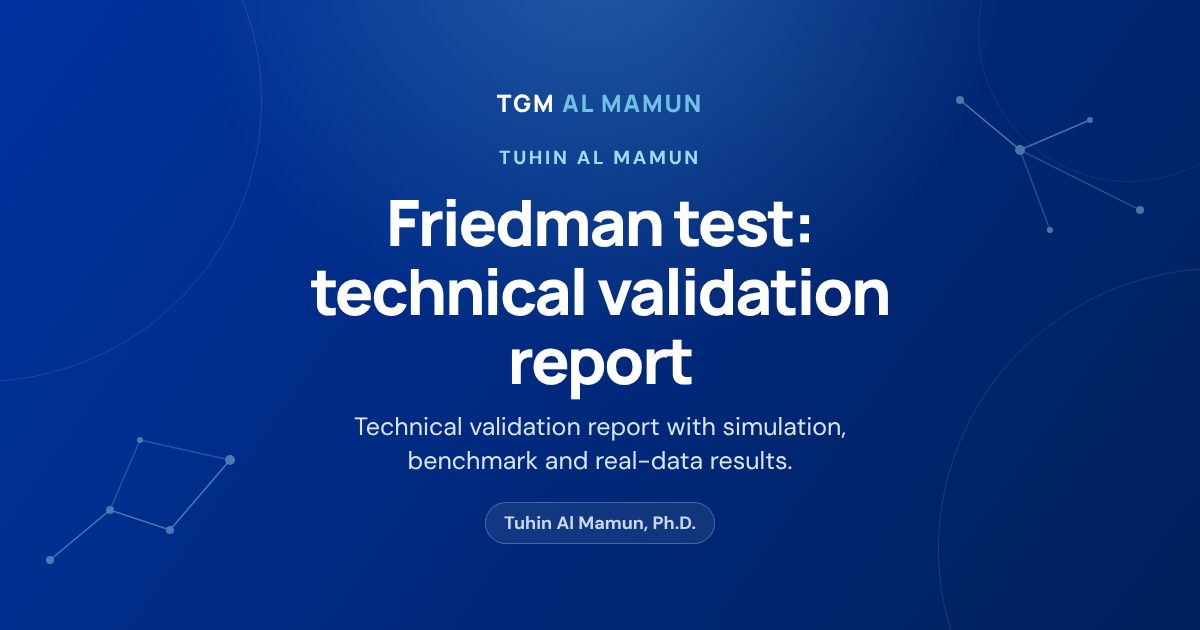 TGM AL MAMUN
TUHIN AL MAMUN
Friedman test:
technical validation
report
Technical validation report with simulation,
benchmark and real-data results.
Tuhin Al Mamun, Ph.D.